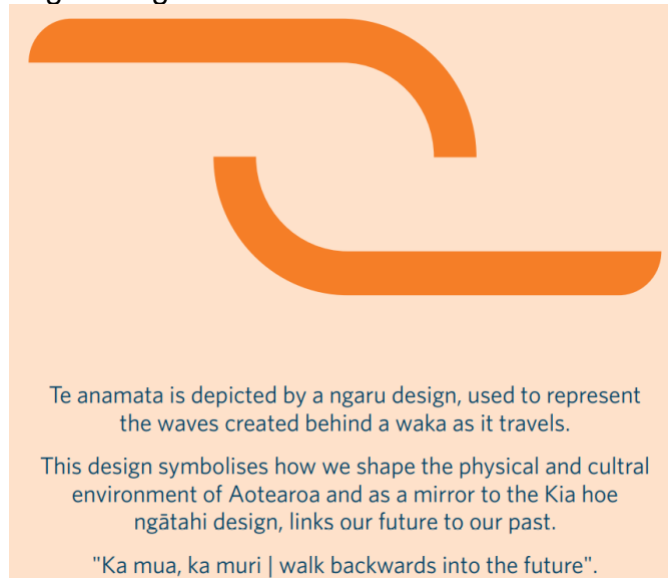 Te anamata is depicted by a ngaru design, used to represent
the waves created behind a waka as it travels.
This design symbolises how we shape the physical and cultral
environment of Aotearoa and as a mirror to the Kia hoe
ngātahi design, links our future to our past.
"Ka mua, ka muri | walk backwards into the future".